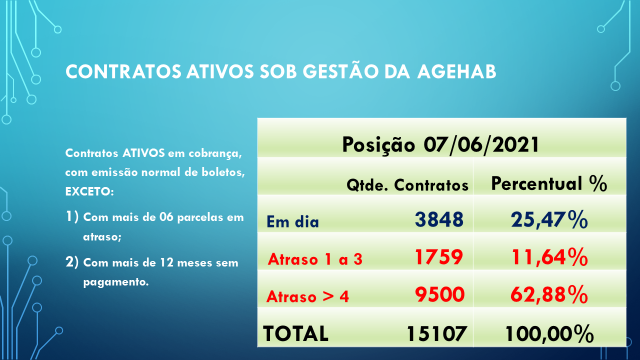 CONTRATOS ATIVOS SOB GESTÃO DA AGEHAB
Contratos ATIVOS em cobrança,
com emissão normal de boletos,
EXCETO:
1) Com mais de 06 parcelas em
atraso;
2) Com mais de 12 meses sem
pagamento.
Posição 07/06/2021
Qtde. Contratos Percentual %
Em dia 3848 25,47%
Atraso 1 a 3 1759 11,64%
Atraso > 4 9500 62,88%
TOTAL 15107 100,00%